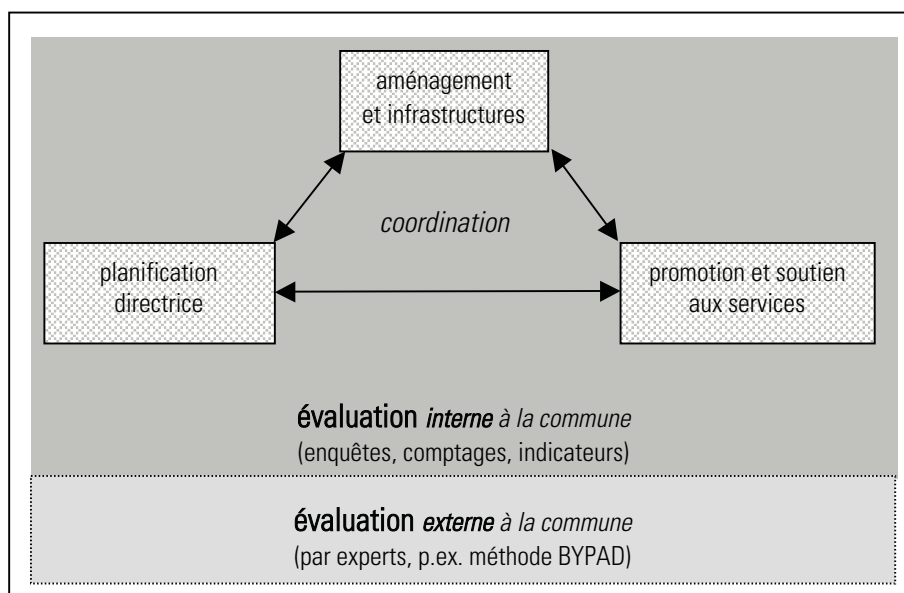 aménagement
et infrastructures
coordination
planification
directrice
promotion et soutien
aux services
évaluation interne à la commune
(enquêtes, comptages, indicateurs)
évaluation externe à la commune
(par experts, p.ex. méthode BYPAD)